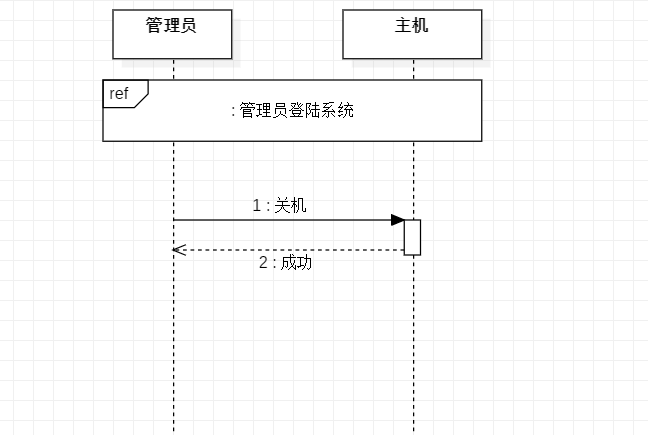 管理员
主机
ref
: 管理员登陆系统
1 : 关机
2 : 成功